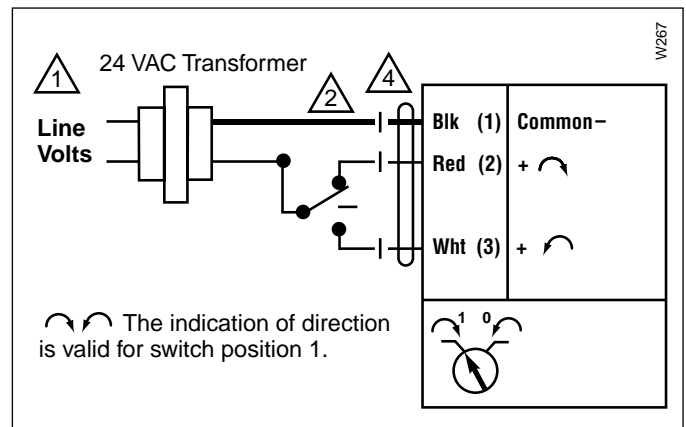 W267
1
24 VAC Transformer
2
4
Line
Volts
Blk (1) Common–
Red (2) +
Wht (3) +
The indication of direction
is valid for switch position 1.
1 0